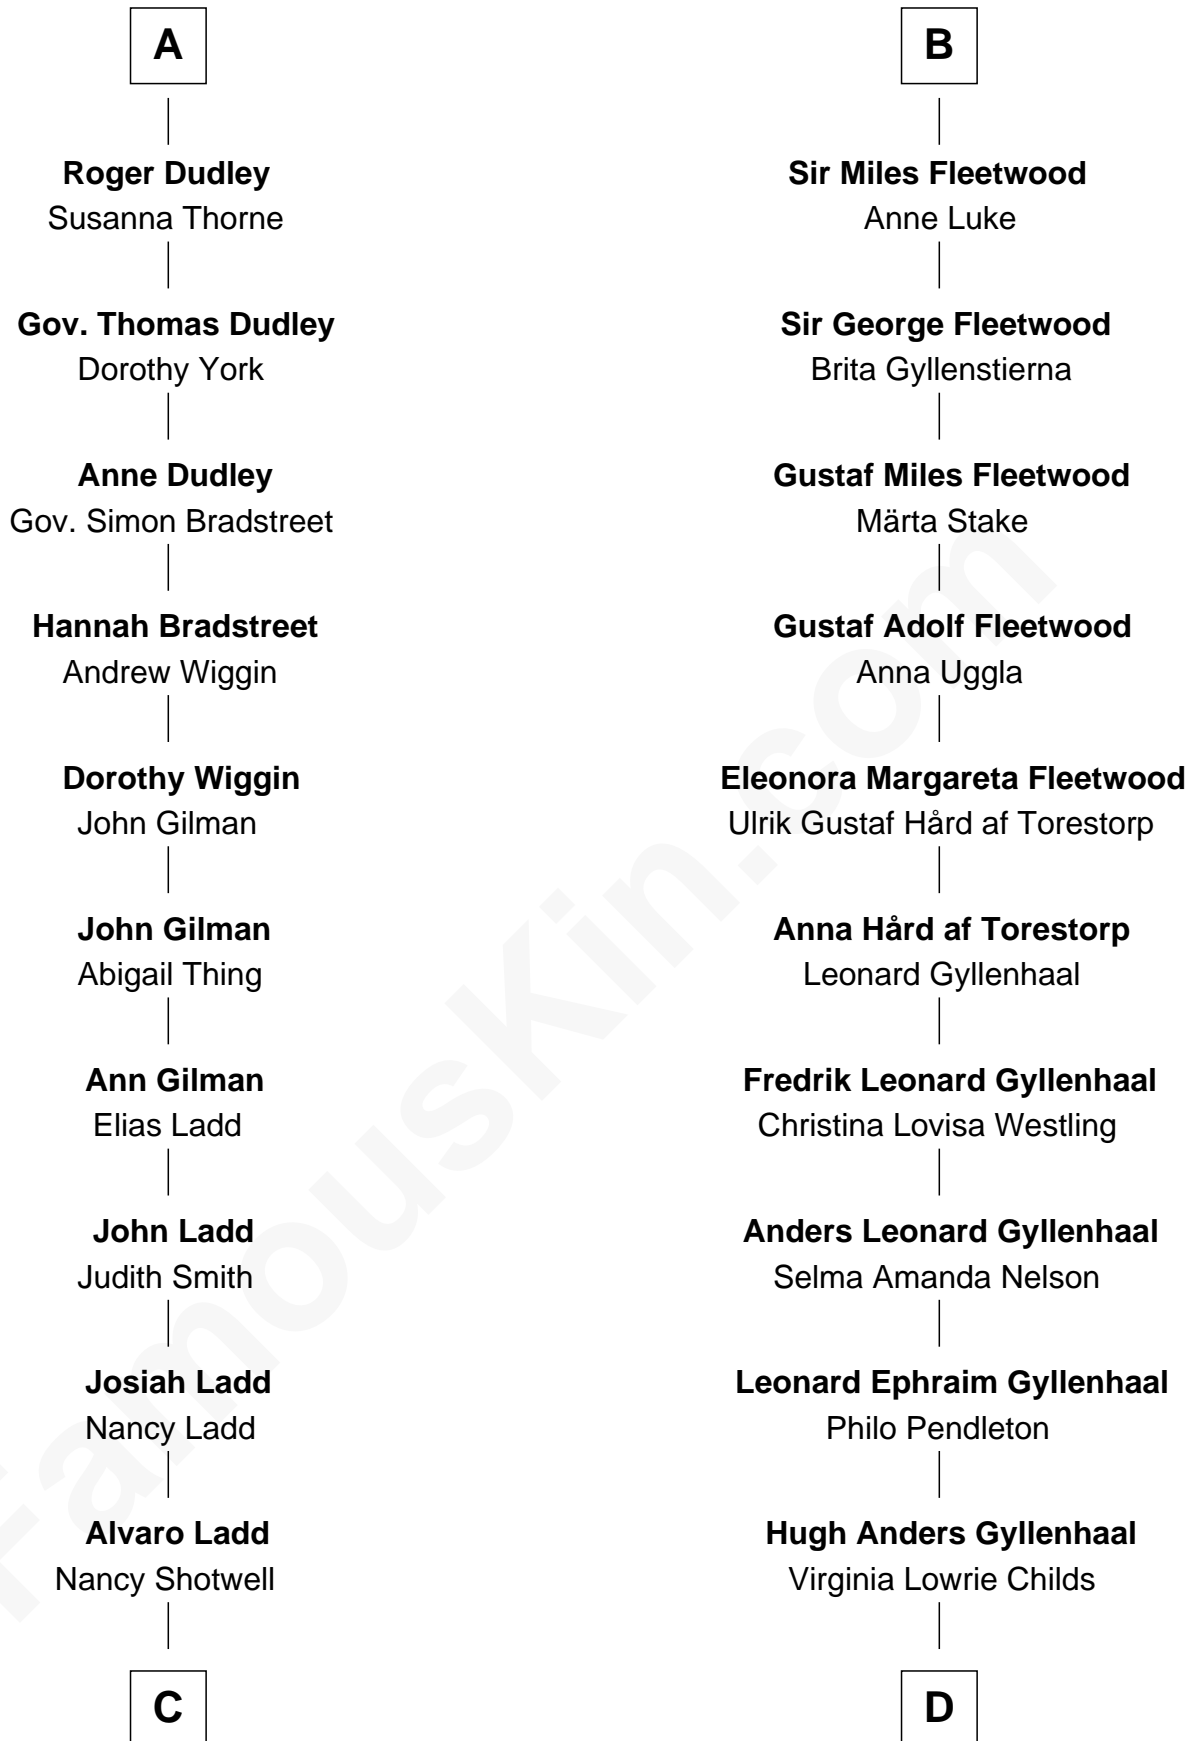 A
Roger Dudley
Susanna Thorne
Gov. Thomas Dudley
Dorothy York
Anne Dudley
Gov. Simon Bradstreet
Hannah Bradstreet
Andrew Wiggin
Dorothy Wiggin
John Gilman
John Gilman
Abigail Thing
Ann Gilman
Elias Ladd
John Ladd
Judith Smith
Josiah Ladd
Nancy Ladd
Alvaro Ladd
Nancy Shotwell
C
B
Sir Miles Fleetwood
Anne Luke
Sir George Fleetwood
Brita Gyllenstierna
Gustaf Miles Fleetwood
Märta Stake
Gustaf Adolf Fleetwood
Anna Uggla
Eleonora Margareta Fleetwood
Ulrik Gustaf Hård af Torestorp
Anna Hård af Torestorp
Leonard Gyllenhaal
Fredrik Leonard Gyllenhaal
Christina Lovisa Westling
Anders Leonard Gyllenhaal
Selma Amanda Nelson
Leonard Ephraim Gyllenhaal
Philo Pendleton
Hugh Anders Gyllenhaal
Virginia Lowrie Childs
D
FamousKin.com